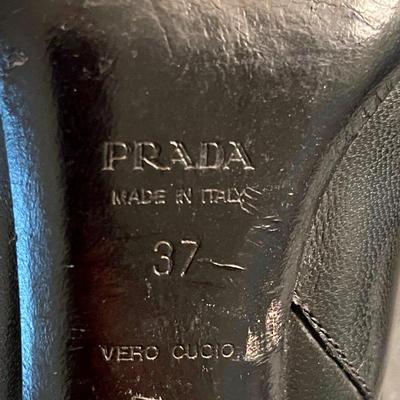 PRADA
MADE IN ITALY
37
VERO CUOIO